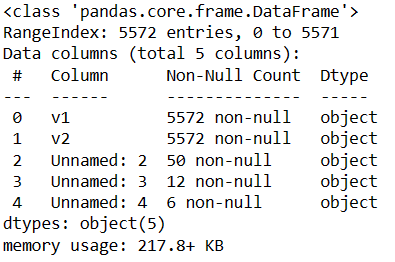 <class 'pandas.core.frame.DataFrame'>
RangeIndex: 5572 entries, 0 to 5571
Data columns (total 5 columns):
 #   Column      Non-Null Count  Dtype
---  ------      --------------  -----
 0   v1          5572 non-null   object
 1   v2          5572 non-null   object
 2   Unnamed: 2  50 non-null     object
 3   Unnamed: 3  12 non-null     object
 4   Unnamed: 4  6 non-null      object
dtypes: object(5)
memory usage: 217.8+ KB